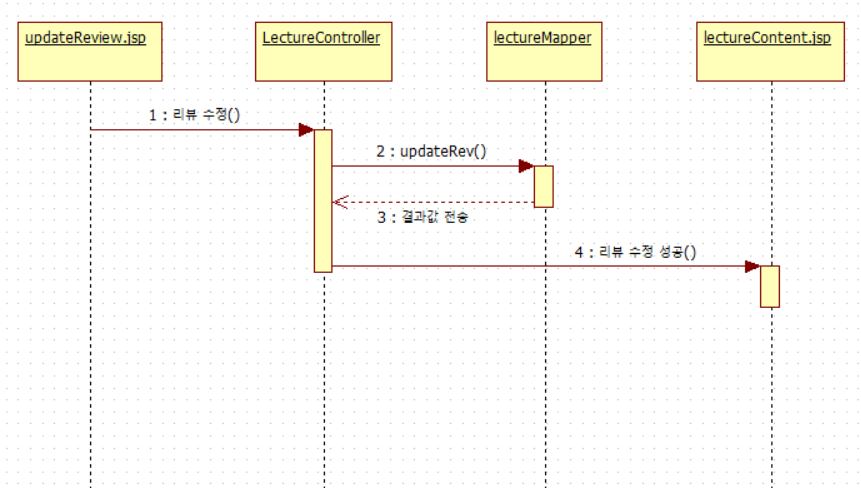 updateReview.jsp
LectureController
lectureMapper
lectureContent.jsp
1 : 리뷰 수정()
2 : updateRev()
3 : 결과값 전송
4 : 리뷰 수정 성공()